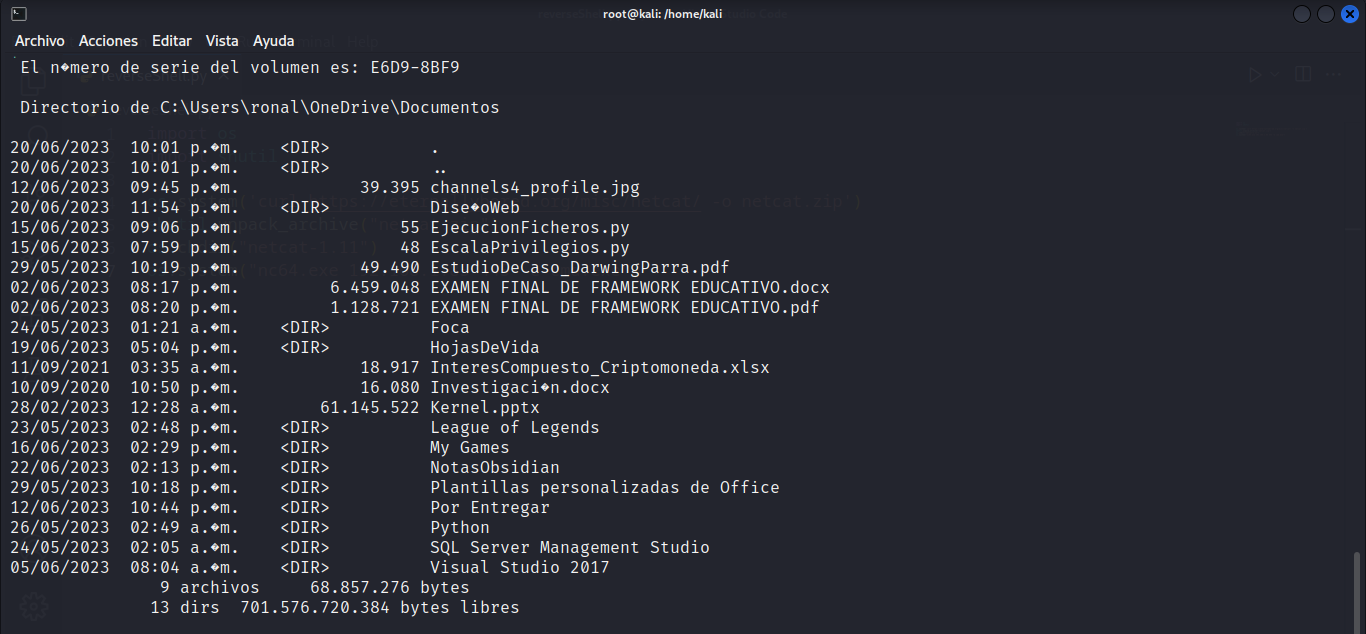 root@kali: /home/kali
Archivo Acciones Editar Vista Ayuda
El n�mero de serie del volumen es: E6D9-8BF9
Directorio de C:\Users\ronal\OneDrive\Documentos
20/06/2023 10:01 p.�m. <DIR> .
20/06/2023 10:01 p.�m. <DIR> ..
12/06/2023 09:45 p.�m. 39.395 channels4_profile.jpg
20/06/2023 11:54 p.�m. <DIR> Dise�oWeb
15/06/2023 09:06 p.�m. 55 EjecucionFicheros.py
15/06/2023 07:59 p.�m. 48 EscalaPrivilegios.py
29/05/2023 10:19 p.�m. 49.490 EstudioDeCaso_DarwingParra.pdf
02/06/2023 08:17 p.�m. 6.459.048 EXAMEN FINAL DE FRAMEWORK EDUCATIVO.docx
02/06/2023 08:20 p.�m. 1.128.721 EXAMEN FINAL DE FRAMEWORK EDUCATIVO.pdf
24/05/2023 01:21 a.�m. <DIR> Foca
19/06/2023 05:04 p.�m. <DIR> HojasDeVida
11/09/2021 03:35 a.�m. 18.917 InteresCompuesto_Criptomoneda.xlsx
10/09/2020 10:50 p.�m. 16.080 Investigaci�n.docx
28/02/2023 12:28 a.�m. 61.145.522 Kernel.pptx
23/05/2023 02:48 p.�m. <DIR> League of Legends
16/06/2023 02:29 p.�m. <DIR> My Games
22/06/2023 02:13 p.�m. <DIR> NotasObsidian
29/05/2023 10:18 p.�m. <DIR> Plantillas personalizadas de Office
12/06/2023 10:44 p.�m. <DIR> Por Entregar
26/05/2023 02:49 a.�m. <DIR> Python
24/05/2023 02:05 a.�m. <DIR> SQL Server Management Studio
05/06/2023 08:04 a.�m. <DIR> Visual Studio 2017
9 archivos 68.857.276 bytes
13 dirs 701.576.720.384 bytes libres